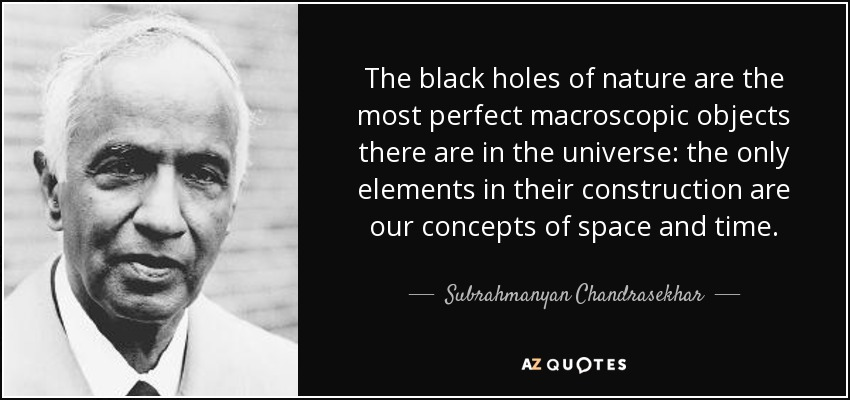 The black holes of nature are the
most perfect macroscopic objects
there are in the universe: the only
elements in their construction are
our concepts of space and time.
Subrahmanyan Chandrasekhar
AZ QUOTES